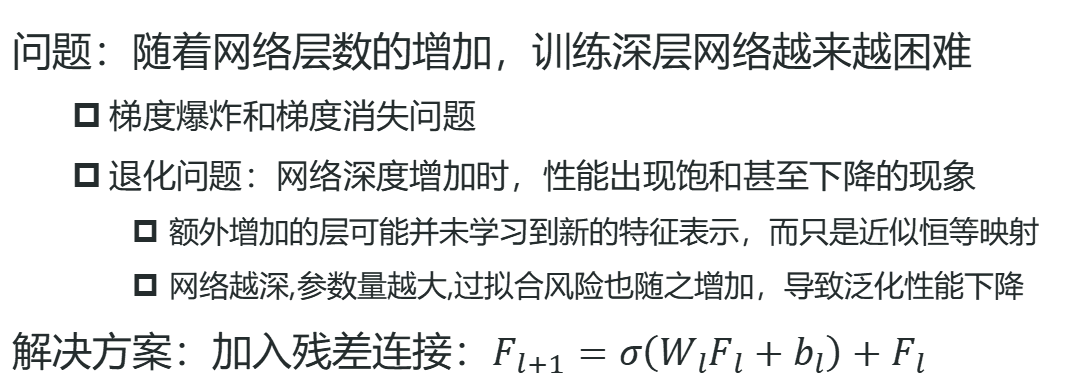 问题：随着网络层数的增加，训练深层网络越来越困难
梯度爆炸和梯度消失问题
退化问题：网络深度增加时，性能出现饱和甚至下降的现象
额外增加的层可能并未学习到新的特征表示，而只是近似恒等映射
网络越深,参数量越大,过拟合风险也随之增加，导致泛化性能下降
解决方案：加入残差连接：$F_{l+1} = \sigma(W_l F_l + b_l) + F_l$